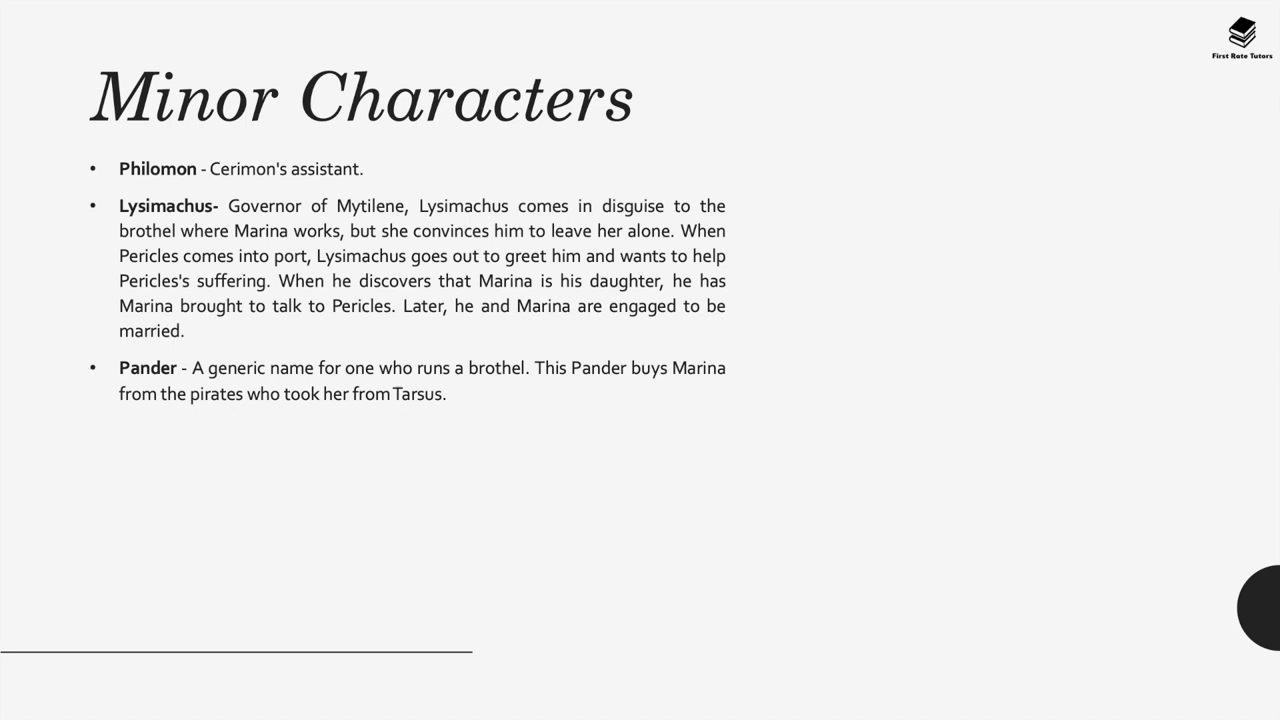 First Rate Tutors
Minor Characters
• Philomon - Cerimon's assistant.
• Lysimachus- Governor of Mytilene, Lysimachus comes in disguise to the
brothel where Marina works, but she convinces him to leave her alone. When
Pericles comes into port, Lysimachus goes out to greet him and wants to help
Pericles's suffering. When he discovers that Marina is his daughter, he has
Marina brought to talk to Pericles. Later, he and Marina are engaged to be
married.
• Pander - A generic name for one who runs a brothel. This Pander buys Marina
from the pirates who took her from Tarsus.